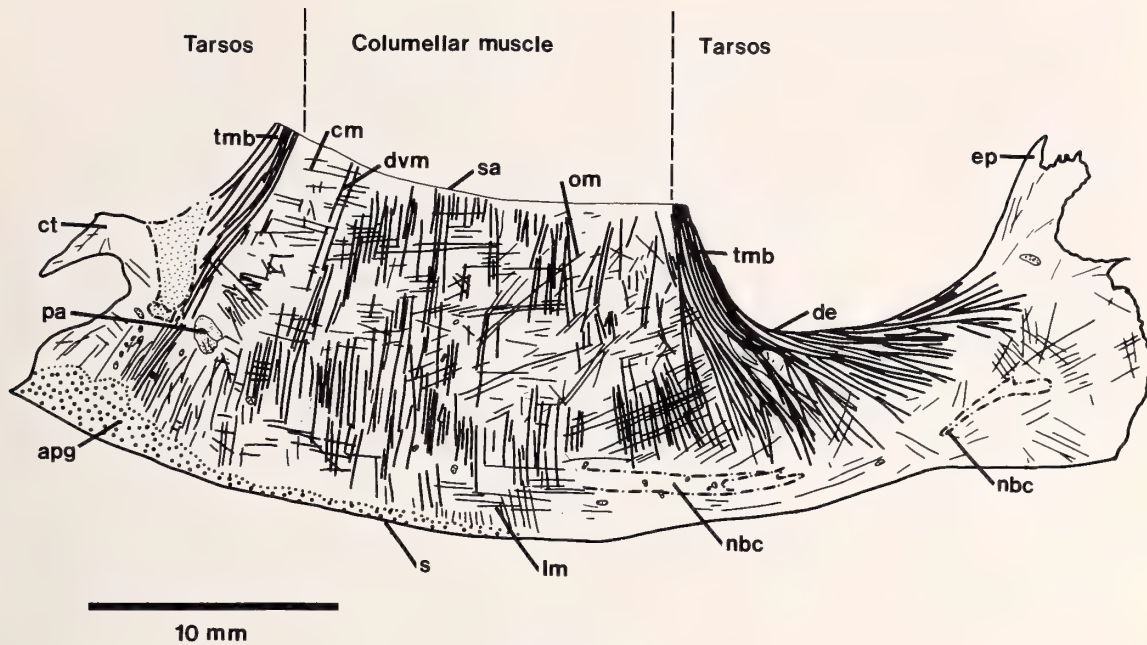 Tarsos
Columellar muscle
Tarsos
tmb
cm
dvm
sa
om
ep
ct
tmb
de
pa
apg
nbc
nbc
s
lm
10 mm